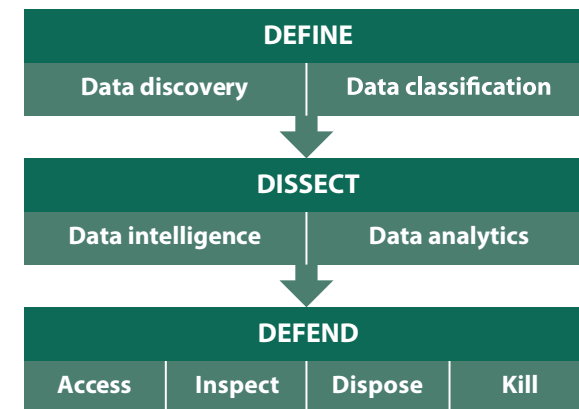 DEFINE
Data discovery Data classification
DISSECT
Data intelligence Data analytics
DEFEND
Access Inspect Dispose Kill